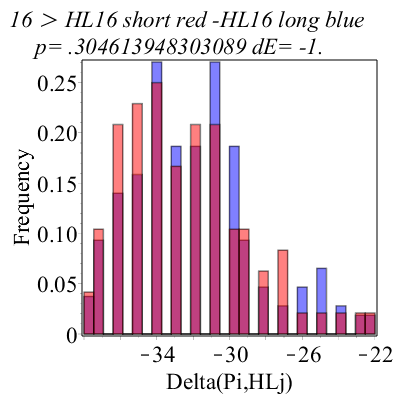 16 > HL16 short red -HL16 long blue
p= .304613948303089 dE= -1.
Frequency
0.25
0.20
0.15
0.10
0.05
0
-34
-30
-26
-22
Delta(Pi,HLj)